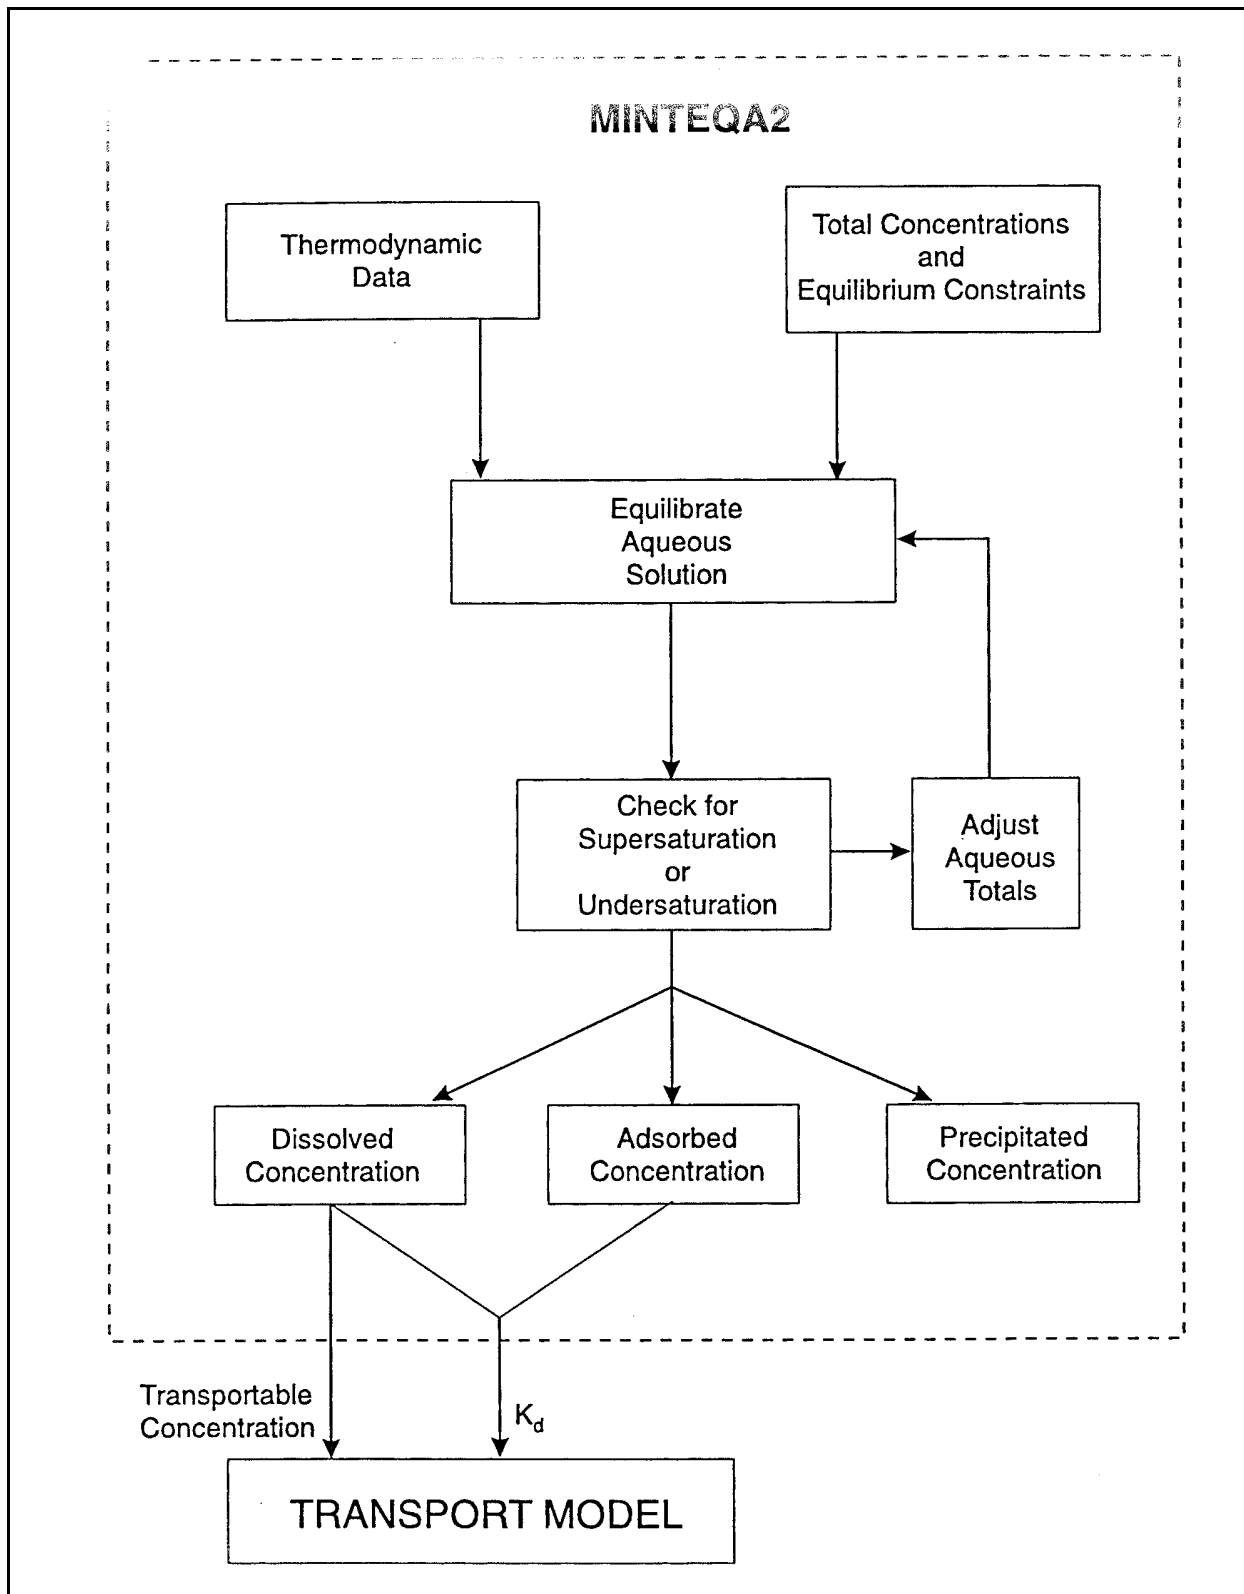 MINTEQA2
Thermodynamic
Data
Total Concentrations
and
Equilibrium Constraints
Equilibrate
Aqueous
Solution
Check for
Supersaturation
or
Undersaturation
Adjust
Aqueous
Totals
Dissolved
Concentration
Adsorbed
Concentration
Precipitated
Concentration
Transportable
Concentration
Kd
TRANSPORT MODEL